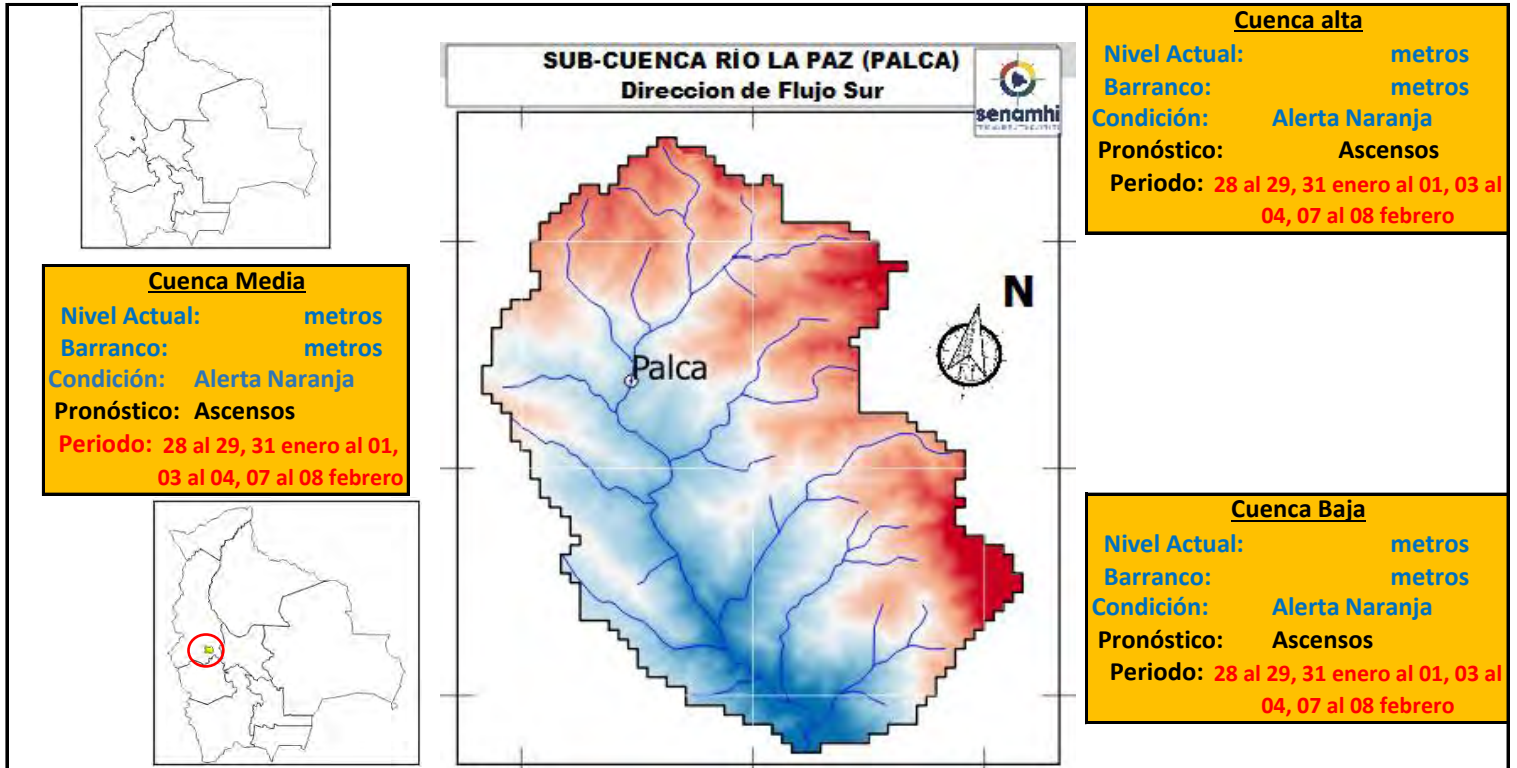 SUB-CUENCA RÍO LA PAZ (PALCA)
Direccion de Flujo Sur
senamhi
Cuenca alta
Nivel Actual: metros
Barranco: metros
Condición: Alerta Naranja
Pronóstico: Ascensos
Periodo: 28 al 29, 31 enero al 01, 03 al
04, 07 al 08 febrero
Cuenca Media
Nivel Actual: metros
Barranco: metros
Condición: Alerta Naranja
Pronóstico: Ascensos
Periodo: 28 al 29, 31 enero al 01,
03 al 04, 07 al 08 febrero
N
Palca
Cuenca Baja
Nivel Actual: metros
Barranco: metros
Condición: Alerta Naranja
Pronóstico: Ascensos
Periodo: 28 al 29, 31 enero al 01, 03 al
04, 07 al 08 febrero